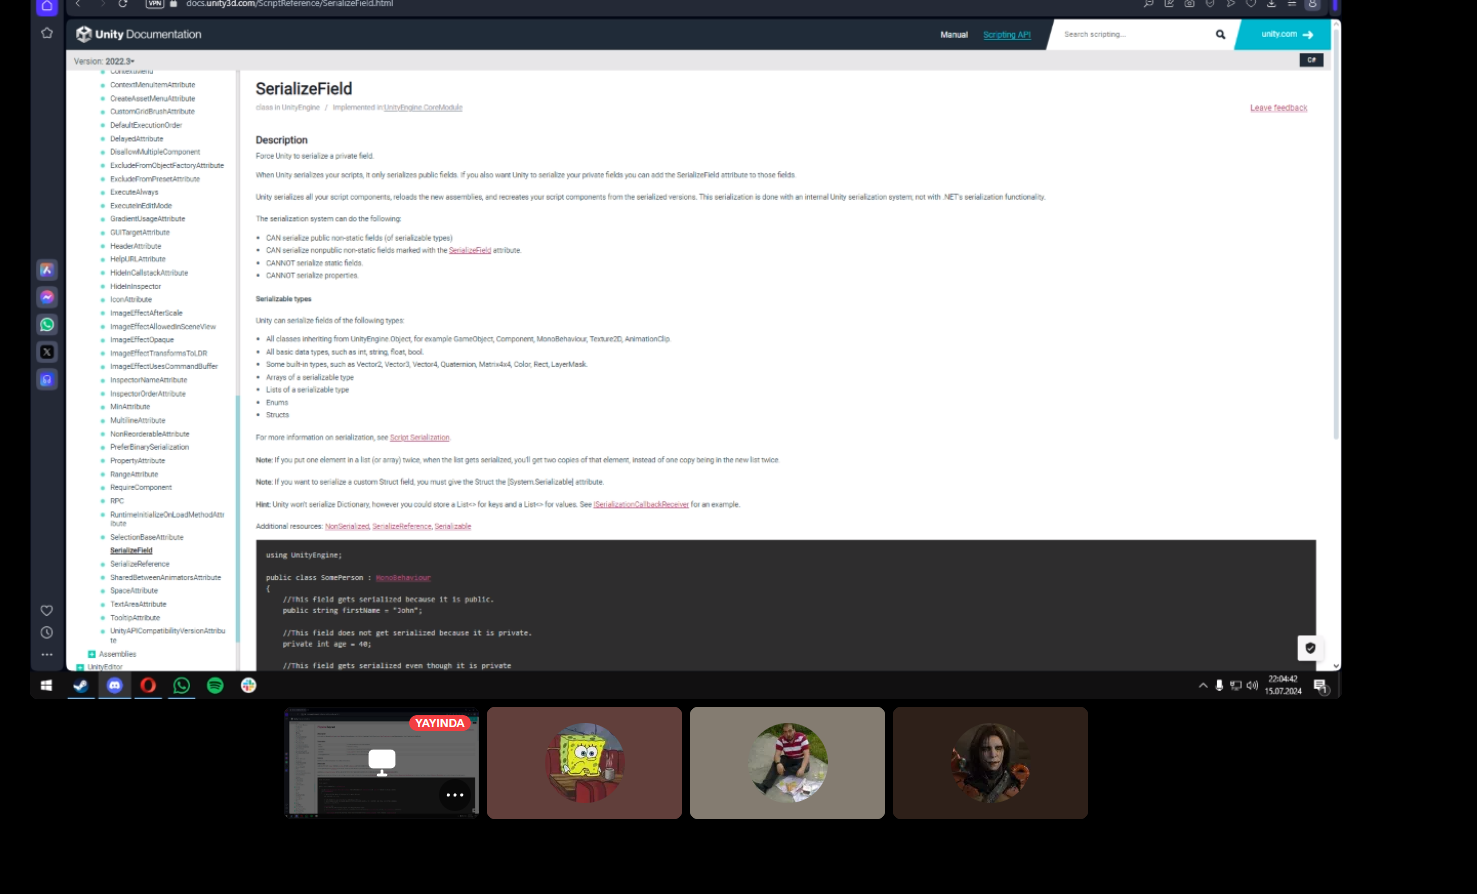 VPN
docs.unity3d.com/ScriptReference/SerializeField.html
Unity Documentation
Manual
Scripting API
Search scripting...
unity.com
Version: 2022.3
C#
ContextMenu
ContextMenuItemAttribute
CreateAssetMenuAttribute
CustomGridBrushAttribute
DefaultExecutionOrder
DelayedAttribute
DisallowMultipleComponent
ExcludeFromObjectFactoryAttribute
ExcludeFromPresetAttribute
ExecuteAlways
ExecuteInEditMode
GradientUsageAttribute
GUITargetAttribute
HeaderAttribute
HelpURLAttribute
HideInCallstackAttribute
HideInInspector
IconAttribute
ImageEffectAfterScale
ImageEffectAllowedInSceneView
ImageEffectOpaque
ImageEffectTransformsToLDR
ImageEffectUsesCommandBuffer
InspectorNameAttribute
InspectorOrderAttribute
MinAttribute
MultilineAttribute
NonReorderableAttribute
PreferBinarySerialization
PropertyAttribute
RangeAttribute
RequireComponent
RPC
RuntimeInitializeOnLoadMethodAttr
ibute
SelectionBaseAttribute
SerializeField
SerializeReference
SharedBetweenAnimatorsAttribute
SpaceAttribute
TextAreaAttribute
TooltipAttribute
UnityAPICompatibilityVersionAttribu
te
Assemblies
UnityEditor
SerializeField
class in UnityEngine / Implemented in:UnityEngine.CoreModule
Leave feedback
Description
Force Unity to serialize a private field.
When Unity serializes your scripts, it only serializes public fields. If you also want Unity to serialize your private fields you can add the SerializeField attribute to those fields.
Unity serializes all your script components, reloads the new assemblies, and recreates your script components from the serialized versions. This serialization is done with an internal Unity serialization system; not with .NET's serialization functionality.
The serialization system can do the following:
CAN serialize public non-static fields (of serializable types)
CAN serialize nonpublic non-static fields marked with the SerializeField attribute.
CANNOT serialize static fields.
CANNOT serialize properties.
Serializable types
Unity can serialize fields of the following types:
All classes inheriting from UnityEngine.Object, for example GameObject, Component, MonoBehaviour, Texture2D, AnimationClip.
All basic data types, such as int, string, float, bool.
Some built-in types, such as Vector2, Vector3, Vector4, Quaternion, Matrix4x4, Color, Rect, LayerMask.
Arrays of a serializable type
Lists of a serializable type
Enums
Structs
For more information on serialization, see Script Serialization.
Note: If you put one element in a list (or array) twice, when the list gets serialized, you'll get two copies of that element, instead of one copy being in the new list twice.
Note: If you want to serialize a custom Struct field, you must give the Struct the [System.Serializable] attribute.
Hint: Unity won't serialize Dictionary, however you could store a List<> for keys and a List<> for values. See ISerializationCallbackReceiver for an example.
Additional resources: NonSerialized, SerializeReference, Serializable
using UnityEngine;
public class SomePerson : MonoBehaviour
{
//This field gets serialized because it is public.
public string firstName = "John";
//This field does not get serialized because it is private.
private int age = 40;
//This field gets serialized even though it is private
22:04:42
15.07.2024
1
YAYINDA